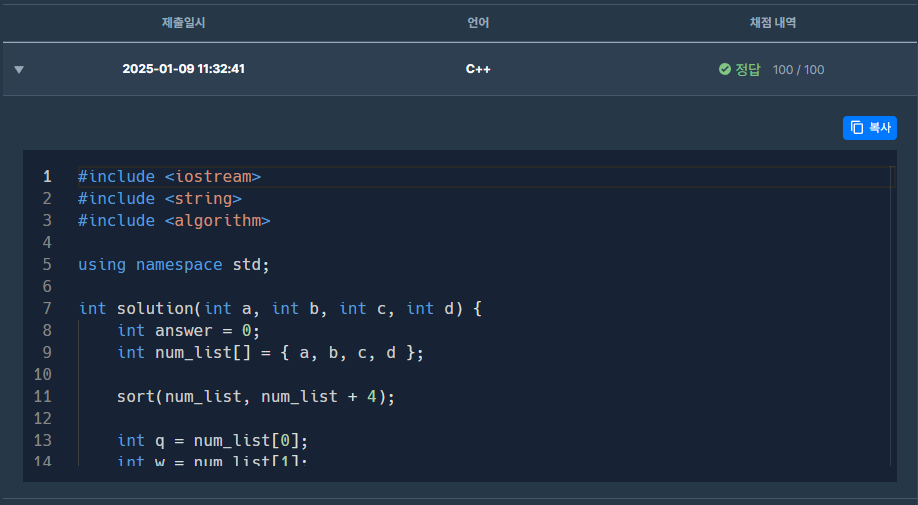 제출일시 언어 채점 내역
2025-01-09 11:32:41 C++ 정답 100 / 100
복사
1 #include <iostream>
2 #include <string>
3 #include <algorithm>
4
5 using namespace std;
6
7 int solution(int a, int b, int c, int d) {
8 int answer = 0;
9 int num_list[] = { a, b, c, d };
10
11 sort(num_list, num_list + 4);
12
13 int q = num_list[0];
14 int w = num_list[1];